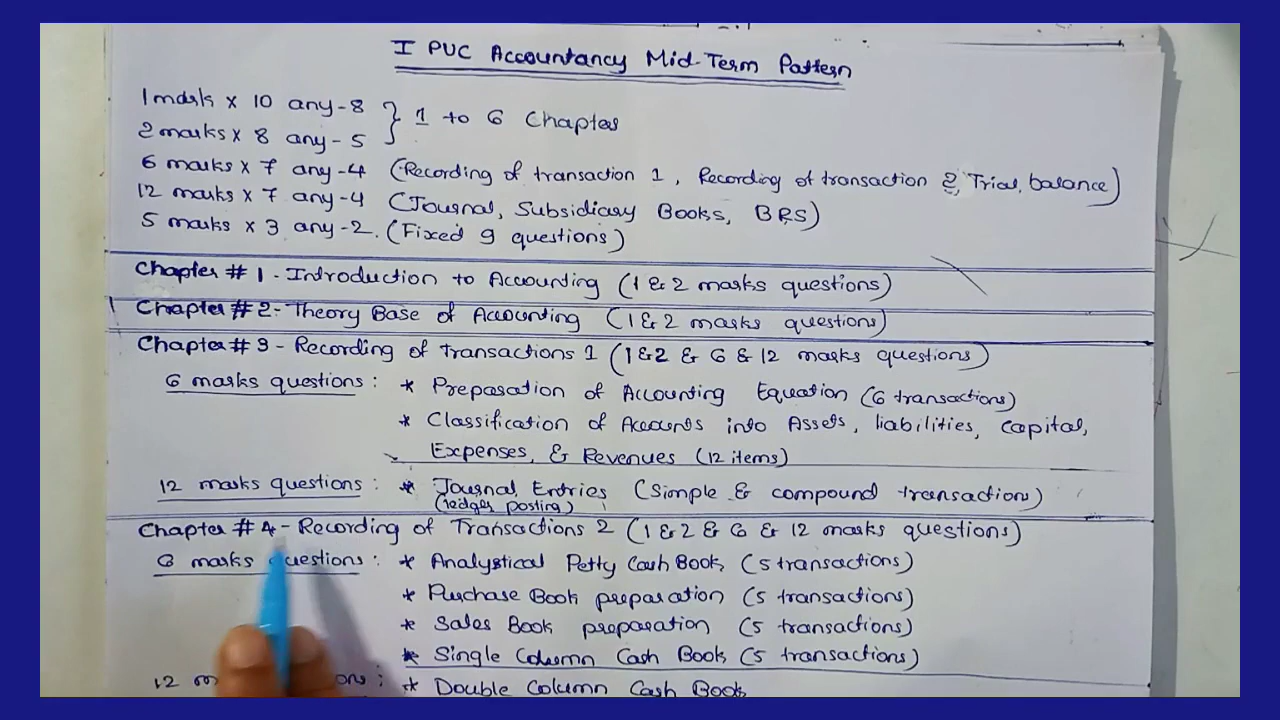 I PUC Accountancy Mid-Term Pattern
1 mark x 10 any-8 } 1 to 6 Chapter
2 marks x 8 any-5
6 marks x 7 any-4 (Recording of transaction 1, Recording of transaction 2, Trial balance)
12 marks x 7 any-4 (Journal, Subsidiary Books, BRS)
5 marks x 3 any-2. (Fixed 9 questions)
Chapter # 1 - Introduction to Accounting (1 & 2 marks questions)
Chapter # 2 - Theory Base of Accounting (1 & 2 marks questions)
Chapter # 3 - Recording of transactions 1 (1 & 2 & 6 & 12 marks questions)
6 marks questions : * Preparation of Accounting Equation (6 transactions)
* Classification of Accounts into Assets, liabilities, capital,
Expenses, & Revenues (12 items)
12 marks questions : * Journal Entries (Simple & compound transaction)
(ledger posting)
Chapter # 4 - Recording of Transactions 2 (1 & 2 & 6 & 12 marks questions)
6 marks questions : * Analystical Petty Cash Book (5 transactions)
* Purchase Book preparation (5 transactions)
* Sales Book preparation (5 transactions)
* Single Column Cash Book (5 transactions)
12 : * Double Column Cash Book